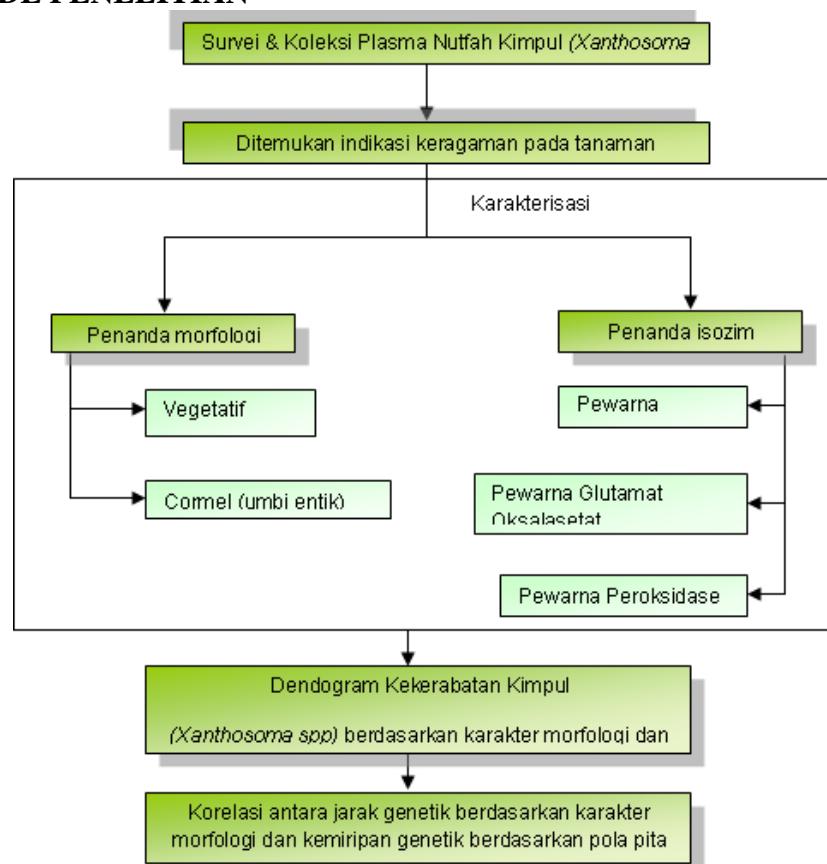 DE PENELITIAN
Survei & Koleksi Plasma Nutfah Kimpul (Xanthosoma
Ditemukan indikasi keragaman pada tanaman
Karakterisasi
Penanda morfologi
Penanda isozim
Vegetatif
Pewarna
Cormel (umbi entik)
Pewarna Glutamat
Oksalasetat
Pewarna Peroksidase
Dendogram Kekerabatan Kimpul
(Xanthosoma spp) berdasarkan karakter morfologi dan
Korelasi antara jarak genetik berdasarkan karakter
morfologi dan kemiripan genetik berdasarkan pola pita